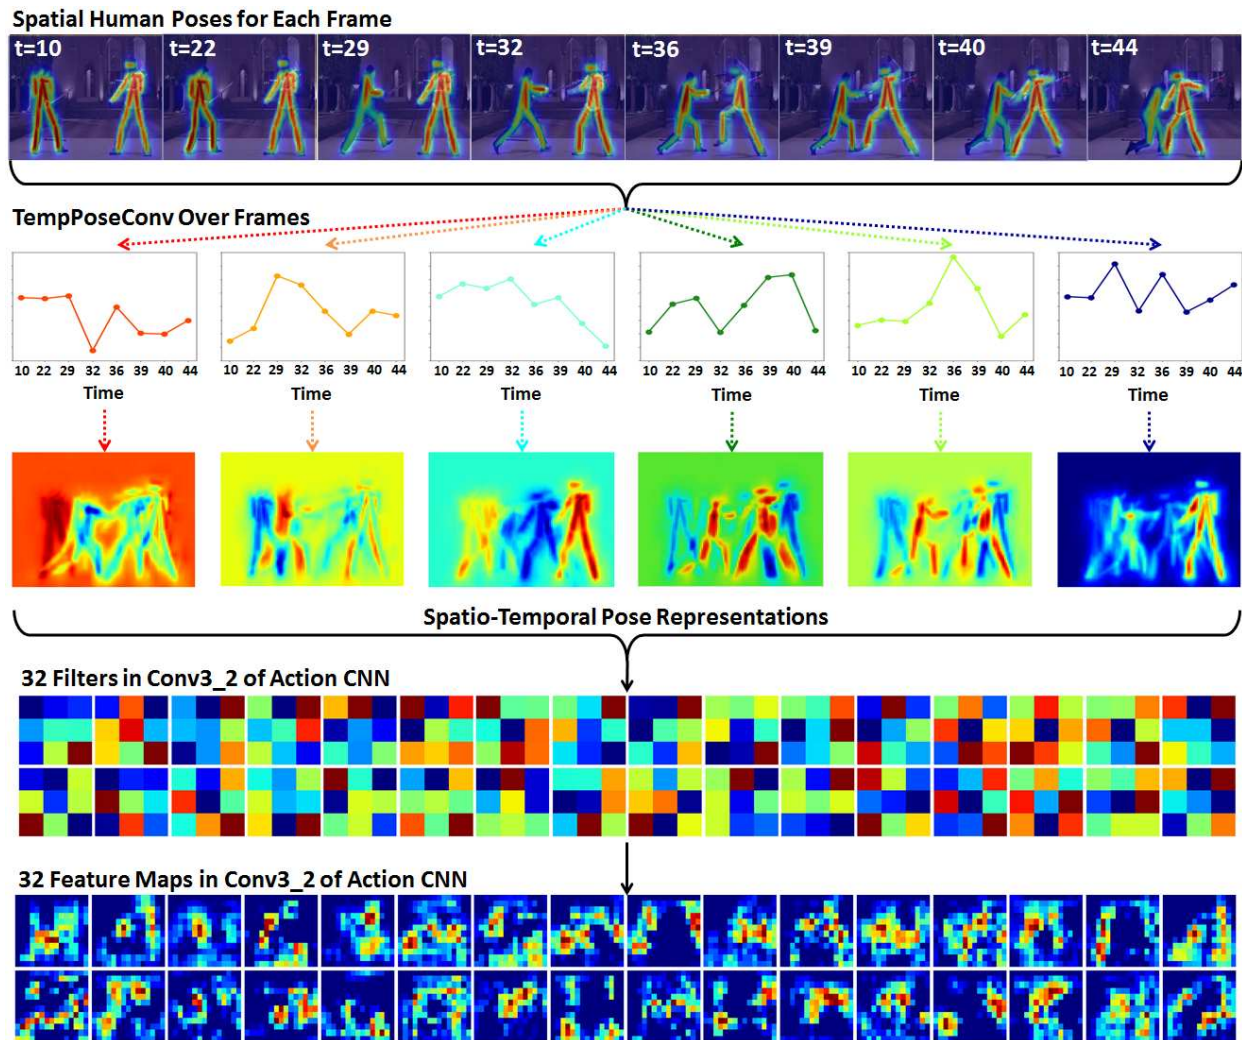 Spatial Human Poses for Each Frame
t=10 t=22 t=29 t=32 t=36 t=39 t=40 t=44
TempPoseConv Over Frames
10 22 29 32 36 39 40 44 10 22 29 32 36 39 40 44 10 22 29 32 36 39 40 44 10 22 29 32 36 39 40 44 10 22 29 32 36 39 40 44 10 22 29 32 36 39 40 44
Time Time Time Time Time Time
Spatio-Temporal Pose Representations
32 Filters in Conv3_2 of Action CNN
32 Feature Maps in Conv3_2 of Action CNN